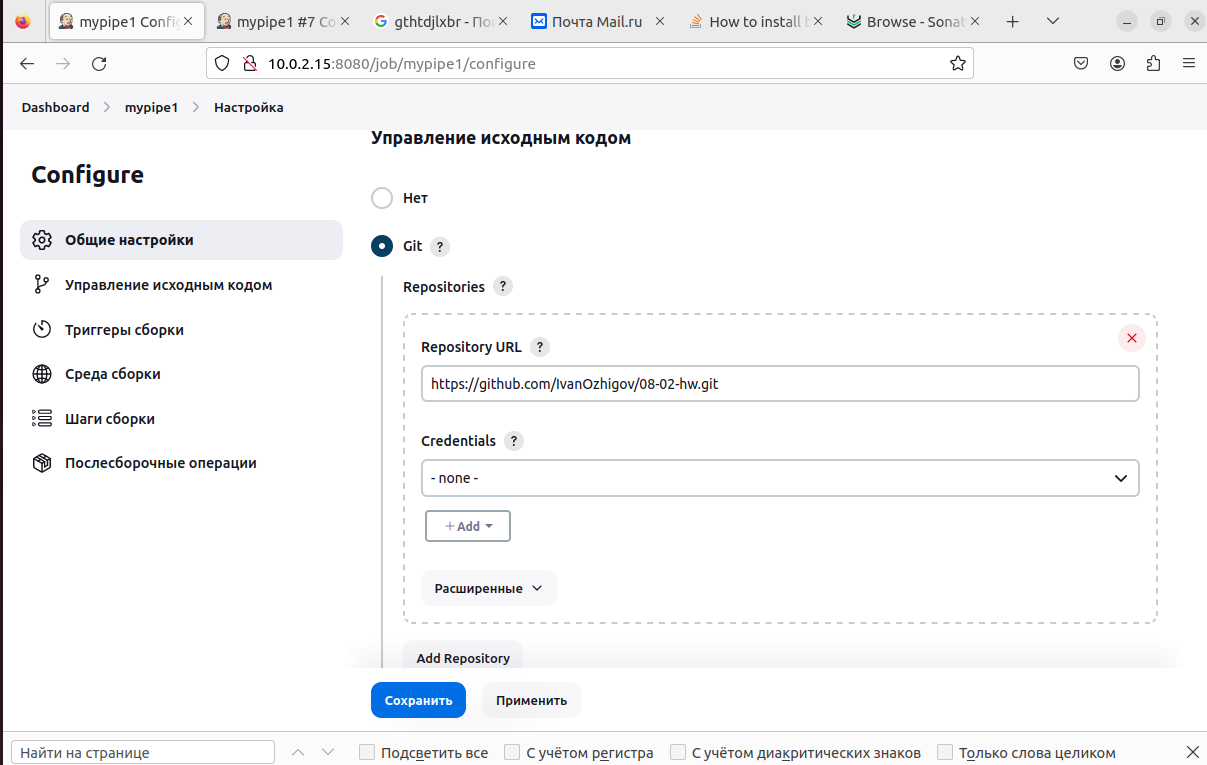 mypipe1 Config
mypipe1 #7 Co
gthtdjlxbr - По
Почта Mail.ru
How to install b
Browse - Sonat
10.0.2.15:8080/job/mypipe1/configure
Dashboard mypipe1 Настройка
Управление исходным кодом
Configure
Нет
Общие настройки
Git ?
Управление исходным кодом
Repositories ?
Триггеры сборки
Repository URL ?
Среда сборки
https://github.com/IvanOzhigov/08-02-hw.git
Шаги сборки
Credentials ?
Послесборочные операции
- none -
+ Add
Расширенные
Add Repository
Сохранить Применить
Найти на странице Подсветить все С учётом регистра С учётом диакритических знаков Только слова целиком